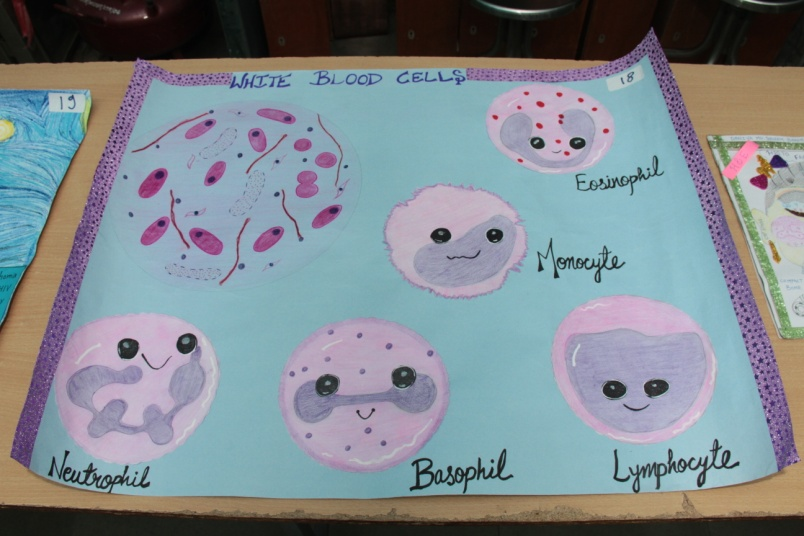 WHITE BLOOD CELLS
18
19
Eosinophil
Monocyte
Neutrophil
Basophil
Lymphocyte